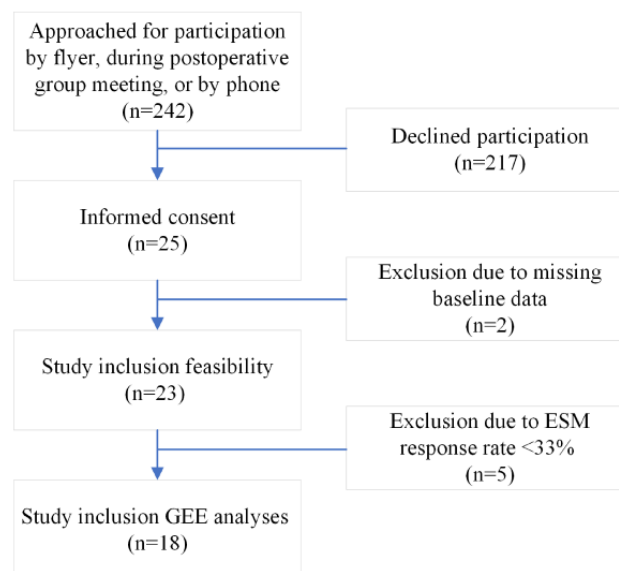 Approached for participation
by flyer, during postoperative
group meeting, or by phone
(n=242)
Declined participation
(n=217)
Informed consent
(n=25)
Exclusion due to missing
baseline data
(n=2)
Study inclusion feasibility
(n=23)
Exclusion due to ESM
response rate <33%
(n=5)
Study inclusion GEE analyses
(n=18)